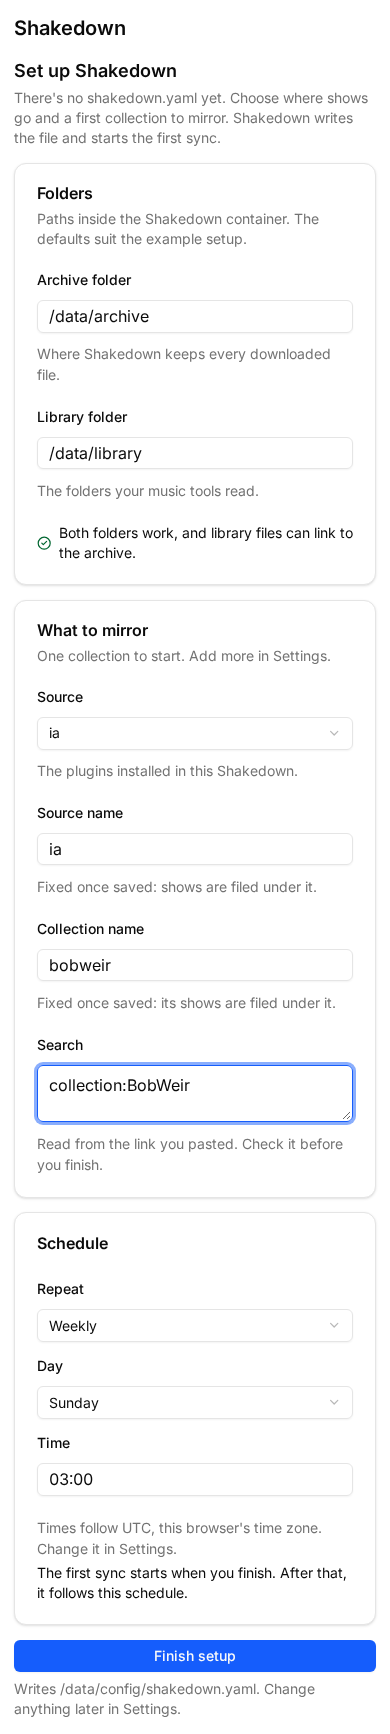 Shakedown
Set up Shakedown
There's no shakedown.yaml yet. Choose where shows
go and a first collection to mirror. Shakedown writes
the file and starts the first sync.
Folders
Paths inside the Shakedown container. The
defaults suit the example setup.
Archive folder
/data/archive
Where Shakedown keeps every downloaded
file.
Library folder
/data/library
The folders your music tools read.
Both folders work, and library files can link to
the archive.
What to mirror
One collection to start. Add more in Settings.
Source
ia
The plugins installed in this Shakedown.
Source name
ia
Fixed once saved: shows are filed under it.
Collection name
bobweir
Fixed once saved: its shows are filed under it.
Search
collection:BobWeir
Read from the link you pasted. Check it before
you finish.
Schedule
Repeat
Weekly
Day
Sunday
Time
03:00
Times follow UTC, this browser's time zone.
Change it in Settings.
The first sync starts when you finish. After that,
it follows this schedule.
Finish setup
Writes /data/config/shakedown.yaml. Change
anything later in Settings.